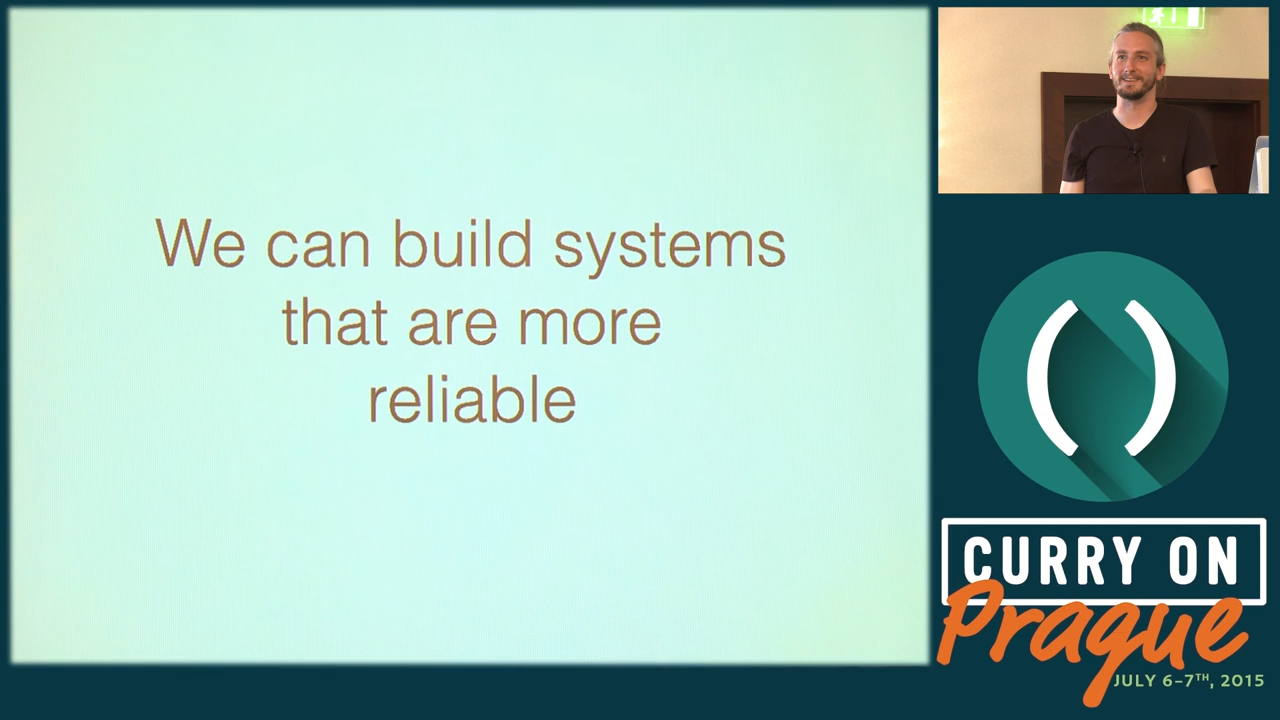 We can build systems
that are more
reliable
CURRY ON
Prague
JULY 6-7TH, 2015